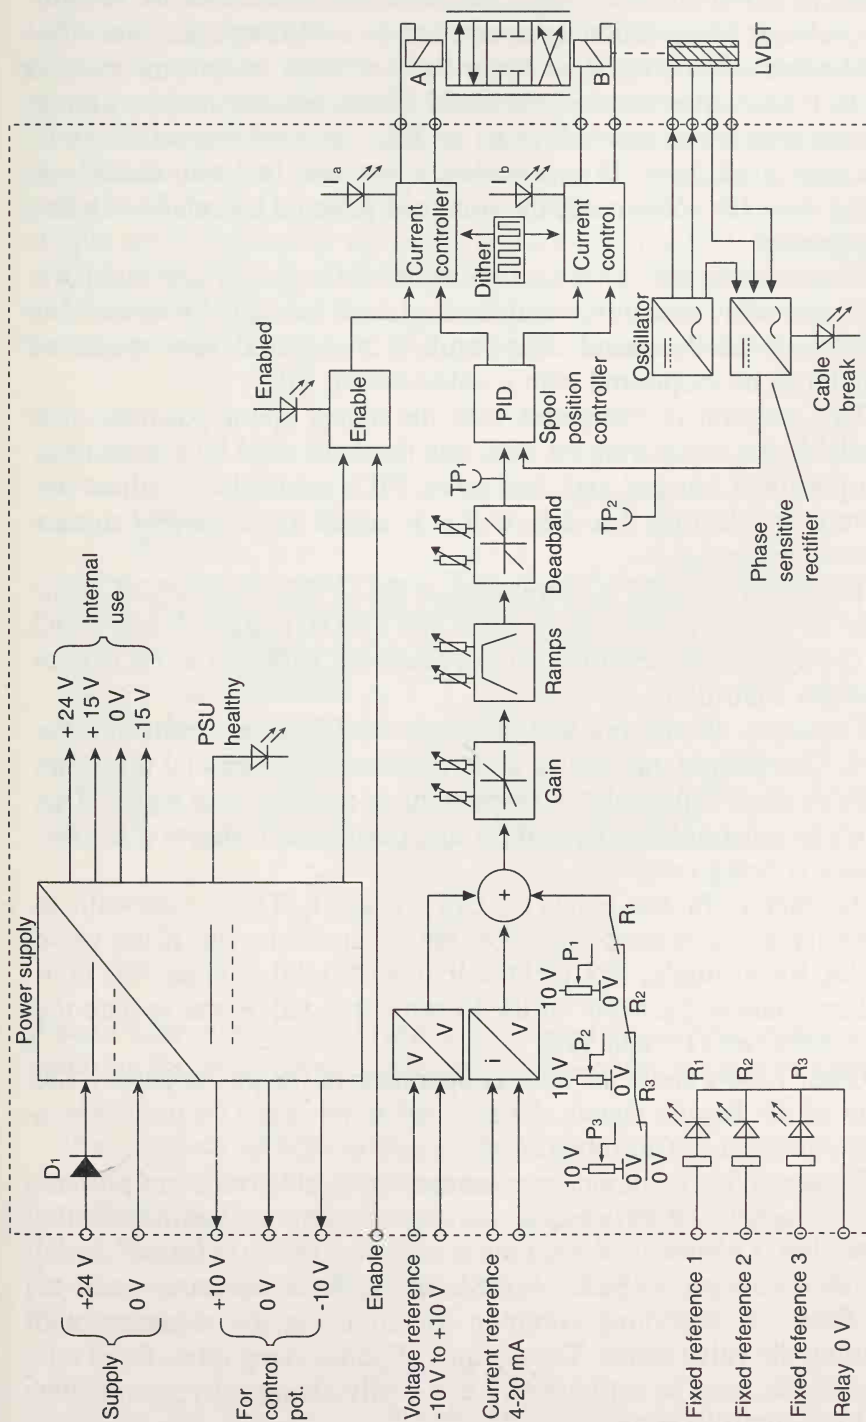 Supply
+24 V
0 V
For
control
pot.
+10 V
0 V
-10 V
Enable
Voltage reference
-10 V to +10 V
Current reference
4-20 mA
Fixed reference 1
Fixed reference 2
Fixed reference 3
Relay 0 V
D1
Power supply
+ 24 V
+ 15 V
0 V
15 V
Internal
use
PSU
healthy
V
V
i
V
+
10 V
P3
0 V
0 V
10 V
P2
0 V
10 V
P1
0 V
R3
R2
R1
R1
R2
R3
Gain
Ramps
Deadband
TP1
TP2
Enabled
Enable
PID
Spool
position
controller
Ia
Current
controller
Dither
Ib
Current
control
Oscillator
Phase
sensitive
rectifier
Cable
break
A
B
LVDT